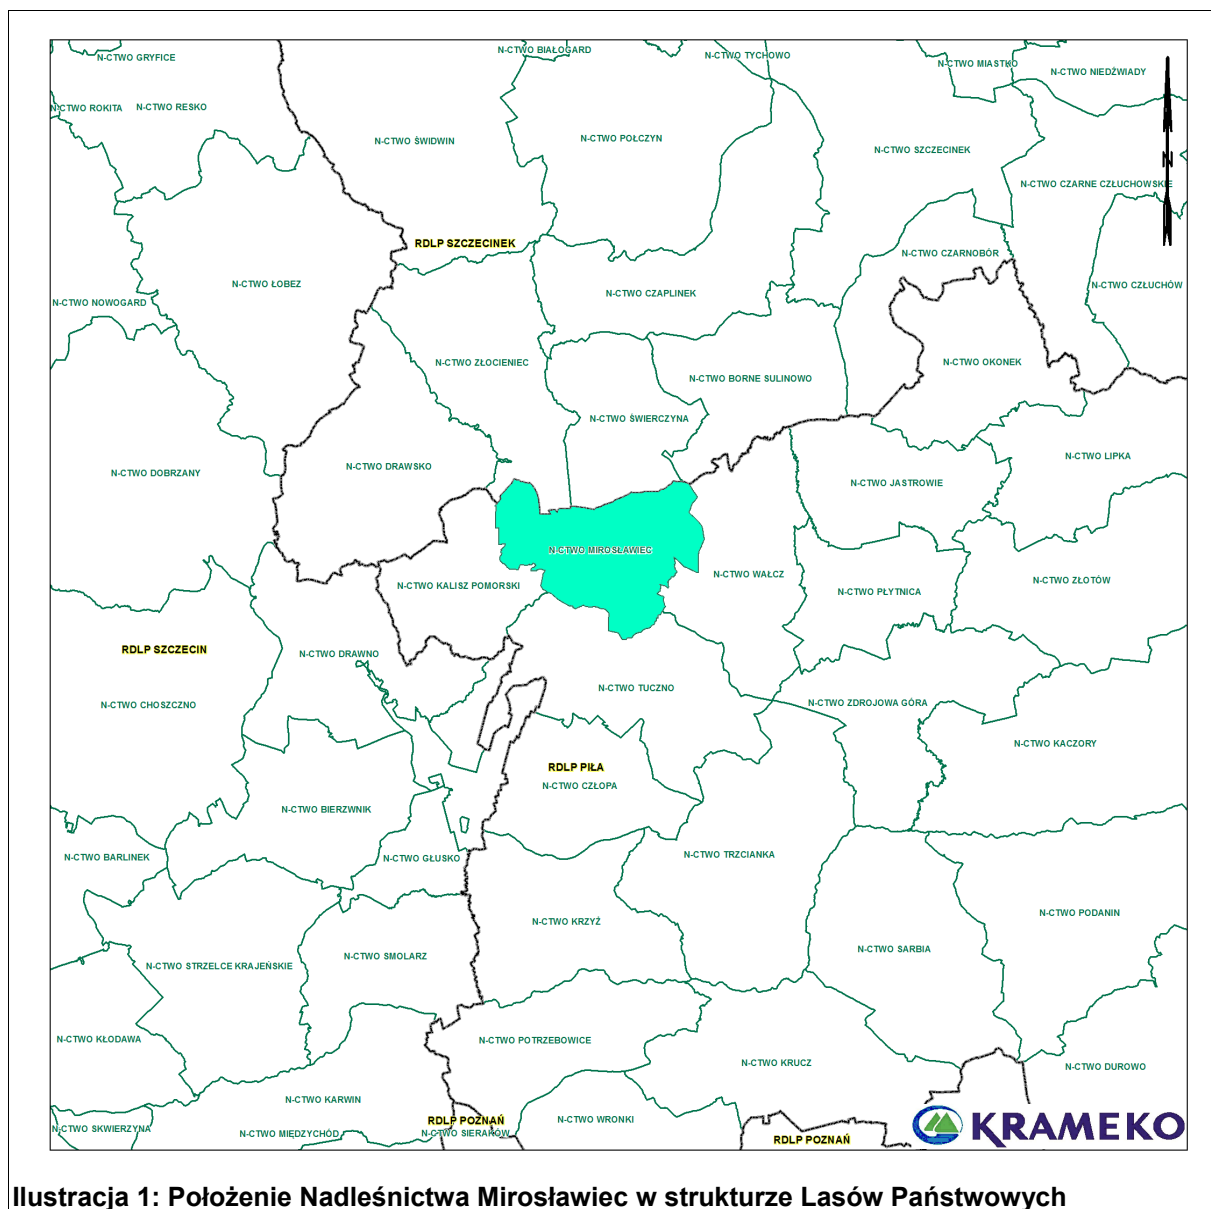 N-CTWO GRYFICE
N-CTWO BIAŁOGARD
N-CTWO TYCHOWO
N-CTWO MIASTKO
N-CTWO NIEDŹWIADY
N-CTWO ROKITA
N-CTWO RESKO
N-CTWO ŚWIDWIN
N-CTWO POŁCZYN
N-CTWO SZCZECINEK
N
N-CTWO CZARNE CZŁUCHOWSKIE
RDLP SZCZECINEK
N-CTWO CZARNOBÓR
N-CTWO ŁOBEZ
N-CTWO CZAPLINEK
N-CTWO CZŁUCHÓW
N-CTWO NOWOGARD
N-CTWO ZŁOCIENIEC
N-CTWO OKONEK
N-CTWO BORNE SULINOWO
N-CTWO ŚWIERCZYNA
N-CTWO LIPKA
N-CTWO DRAWSKO
N-CTWO DOBRZANY
N-CTWO JASTROWIE
N-CTWO MIROSŁAWIEC
N-CTWO WAŁCZ
N-CTWO ZŁOTÓW
N-CTWO KALISZ POMORSKI
N-CTWO PŁYTNICA
RDLP SZCZECIN
N-CTWO DRAWNO
N-CTWO TUCZNO
N-CTWO CHOSZCZNO
N-CTWO ZDROJOWA GÓRA
N-CTWO KACZORY
RDLP PIŁA
N-CTWO CZŁOPA
N-CTWO BIERZWNIK
N-CTWO BARLINEK
N-CTWO GŁUSKO
N-CTWO TRZCIANKA
N-CTWO PODANIN
N-CTWO KRZYŻ
N-CTWO SARBIA
N-CTWO SMOLARZ
N-CTWO STRZELCE KRAJEŃSKIE
N-CTWO KŁODAWA
N-CTWO POTRZEBOWICE
N-CTWO KRUCZ
N-CTWO DUROWO
N-CTWO KARWIN
RDLP POZNAŃ
N-CTWO WRONKI
N-CTWO SKWIERZYNA
N-CTWO MIĘDZYCHÓD
N-CTWO SIERAKÓW
RDLP POZNAŃ
KRAMEKO
Ilustracja 1: Położenie Nadleśnictwa Mirosławiec w strukturze Lasów Państwowych